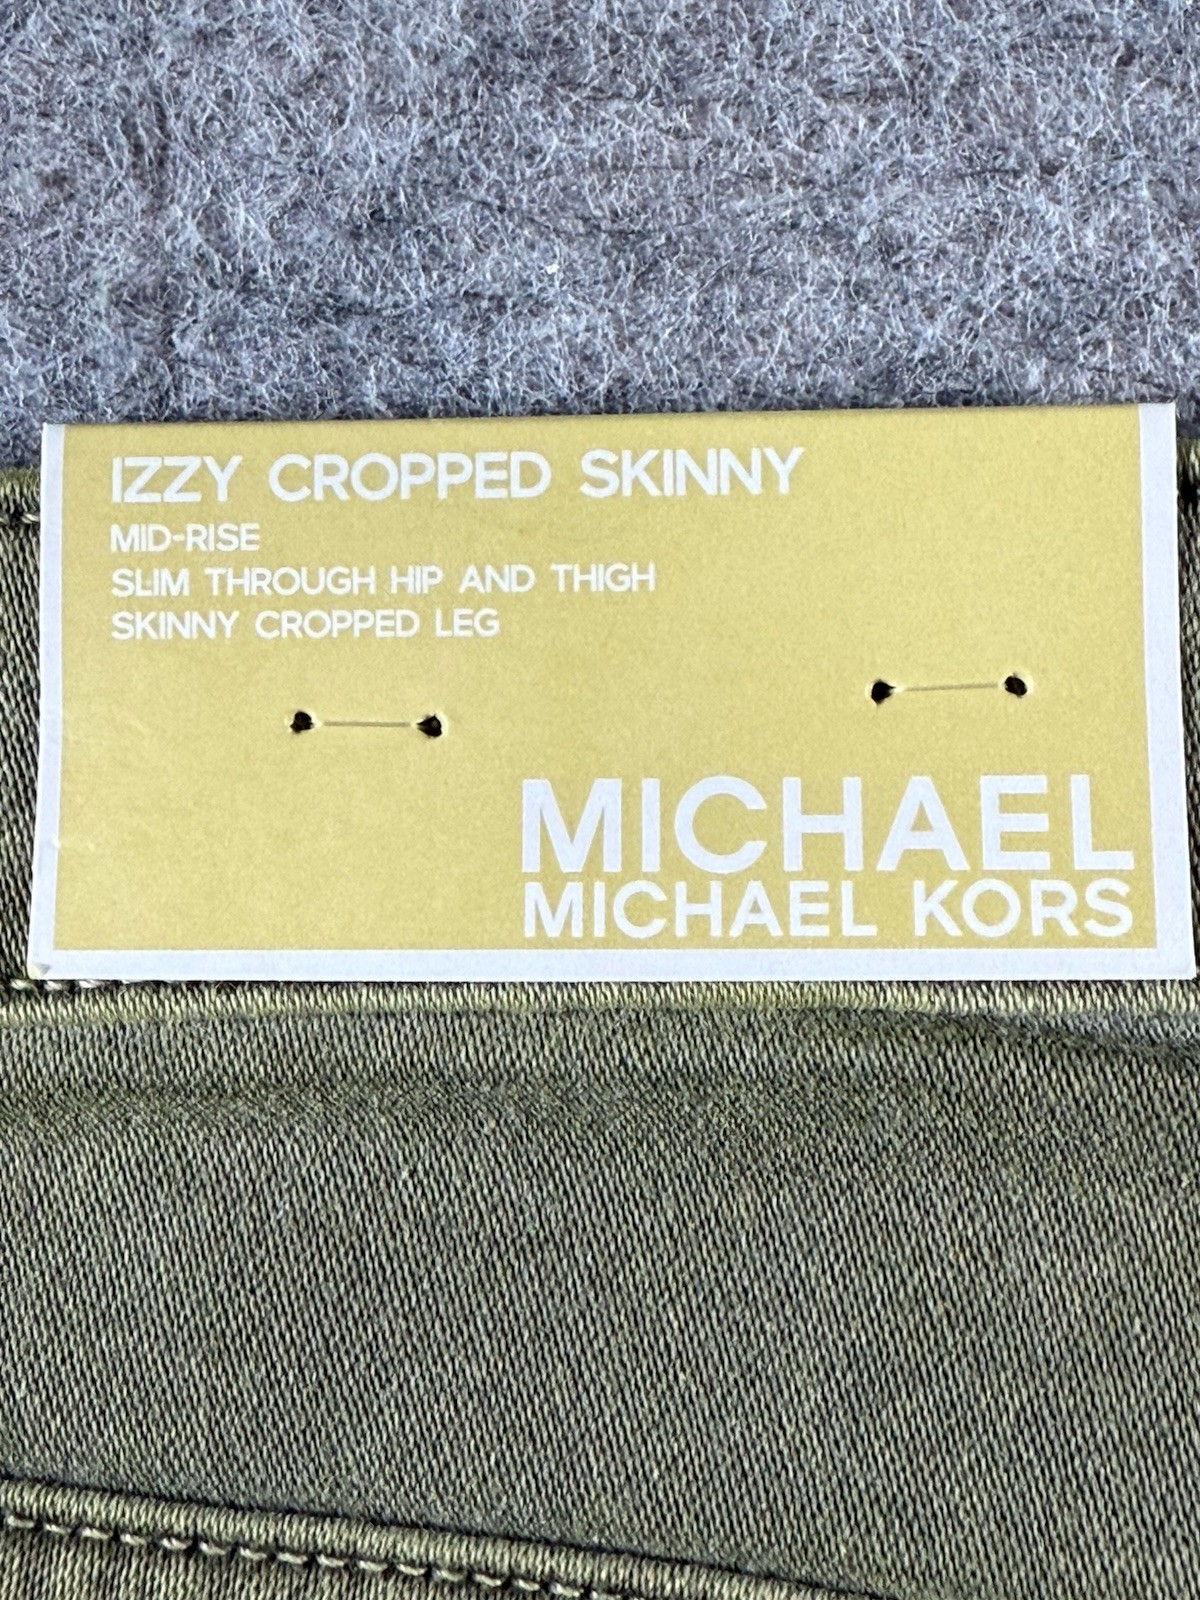 IZZY CROPPED SKINNY
MID-RISE
SLIM THROUGH HIP AND THIGH
SKINNY CROPPED LEG
MICHAEL
MICHAEL KORS